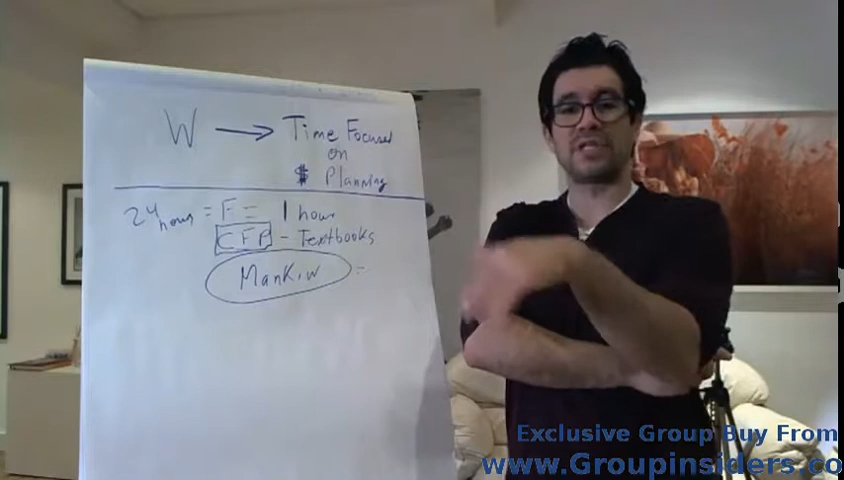 W → Time Focused
on
$ Planning
24 hours = F = 1 hour
CFP - Textbooks
Mankiw =
Exclusive Group Buy From
www.Groupinsiders.co